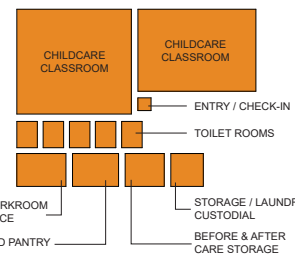 CHILDCARE
CLASSROOM
CHILDCARE
CLASSROOM
ENTRY / CHECK-IN
TOILET ROOMS
RKROOM
CE
STORAGE / LAUNDR
CUSTODIAL
D PANTRY
BEFORE & AFTER
CARE STORAGE